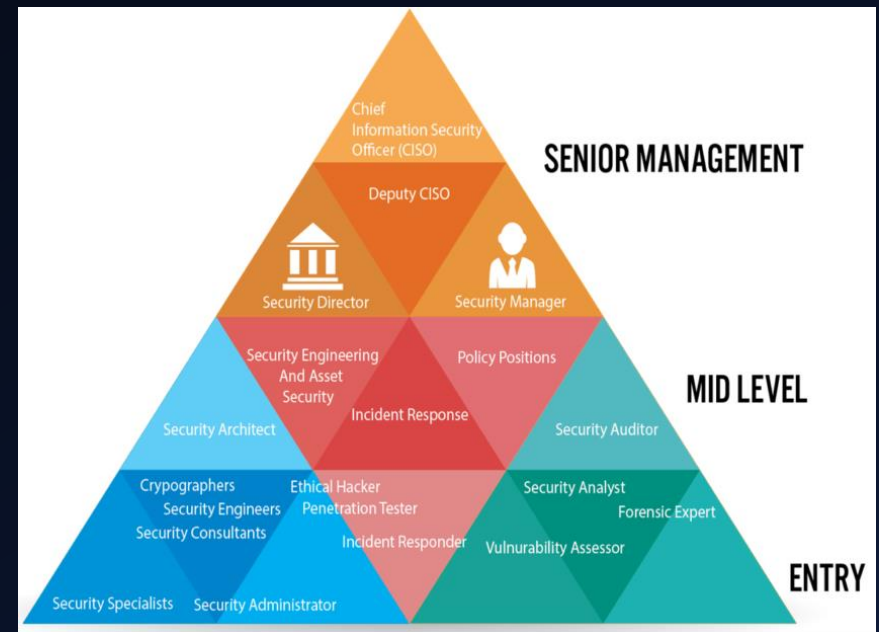 Chief
Information Security
Officer (CISO)
SENIOR MANAGEMENT
Deputy CISO
Security Director
Security Manager
Security Engineering
And Asset
Security
Policy Positions
MID LEVEL
Incident Response
Security Architect
Security Auditor
Crypographers
Ethical Hacker
Security Analyst
Security Engineers
Penetration Tester
Forensic Expert
Security Consultants
Incident Responder
Vulnurability Assessor
ENTRY
Security Specialists
Security Administrator